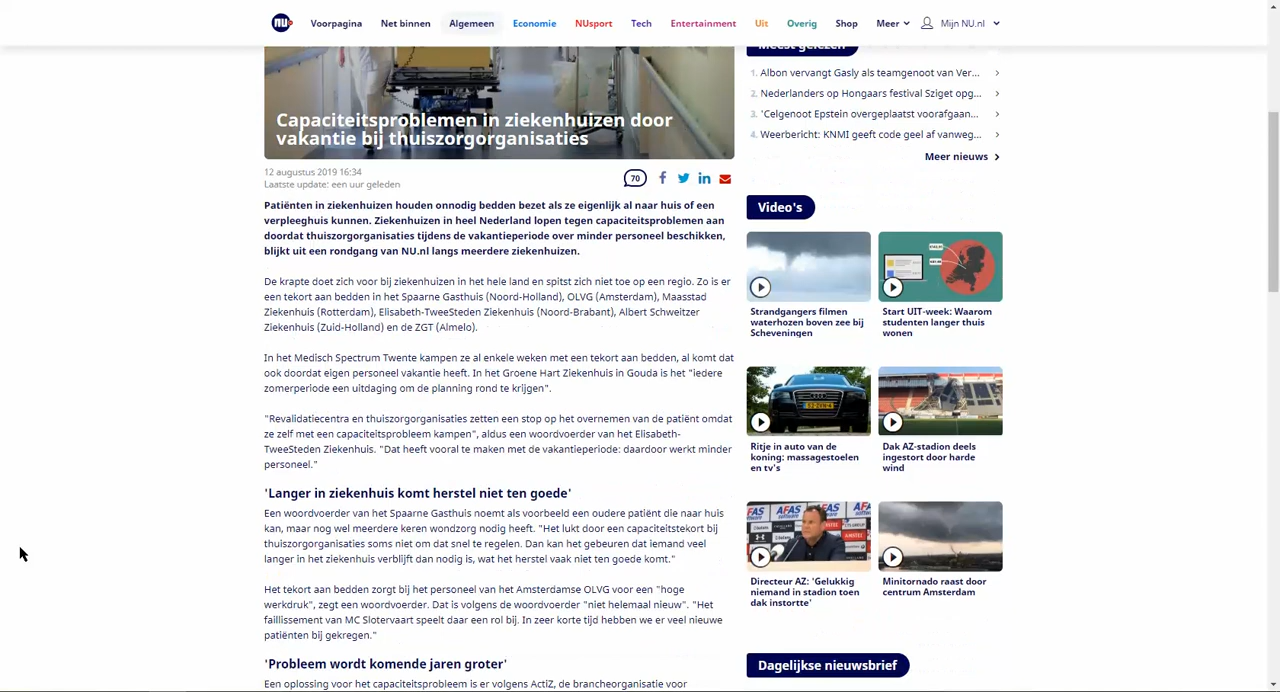 NU
Voorpagina
Net binnen
Algemeen
Economie
NUsport
Tech
Entertainment
Uit
Overig
Shop
Meer
Mijn NU.nl
Capaciteitsproblemen in ziekenhuizen door
vakantie bij thuiszorgorganisaties
12 augustus 2019 16:34
Laatste update: een uur geleden
70
Patiënten in ziekenhuizen houden onnodig bedden bezet als ze eigenlijk al naar huis of een
verpleeghuis kunnen. Ziekenhuizen in heel Nederland lopen tegen capaciteitsproblemen aan
doordat thuiszorgorganisaties tijdens de vakantieperiode over minder personeel beschikken,
blijkt uit een rondgang van NU.nl langs meerdere ziekenhuizen.
De krapte doet zich voor bij ziekenhuizen in het hele land en spitst zich niet toe op een regio. Zo is er
een tekort aan bedden in het Spaarne Gasthuis (Noord-Holland), OLVG (Amsterdam), Maasstad
Ziekenhuis (Rotterdam), Elisabeth-TweeSteden Ziekenhuis (Noord-Brabant), Albert Schweitzer
Ziekenhuis (Zuid-Holland) en de ZGT (Almelo).
In het Medisch Spectrum Twente kampen ze al enkele weken met een tekort aan bedden, al komt dat
ook doordat eigen personeel vakantie heeft. In het Groene Hart Ziekenhuis in Gouda is het "iedere
zomerperiode een uitdaging om de planning rond te krijgen".
"Revalidatiecentra en thuiszorgorganisaties zetten een stop op het overnemen van de patiënt omdat
ze zelf met een capaciteitsprobleem kampen", aldus een woordvoerder van het Elisabeth-
TweeSteden Ziekenhuis. "Dat heeft vooral te maken met de vakantieperiode: daardoor werkt minder
personeel."
'Langer in ziekenhuis komt herstel niet ten goede'
Een woordvoerder van het Spaarne Gasthuis noemt als voorbeeld een oudere patiënt die naar huis
kan, maar nog wel meerdere keren wondzorg nodig heeft. "Het lukt door een capaciteitstekort bij
thuiszorgorganisaties soms niet om dat snel te regelen. Dan kan het gebeuren dat iemand veel
langer in het ziekenhuis verblijft dan nodig is, wat het herstel vaak niet ten goede komt."
Het tekort aan bedden zorgt bij het personeel van het Amsterdamse OLVG voor een "hoge
werkdruk", zegt een woordvoerder. Dat is volgens de woordvoerder "niet helemaal nieuw". "Het
faillissement van MC Slotervaart speelt daar een rol bij. In zeer korte tijd hebben we er veel nieuwe
patiënten bij gekregen."
'Probleem wordt komende jaren groter'
Een oplossing voor het capaciteitsprobleem is er volgens ActiZ, de brancheorganisatie voor
Meest gelezen
1. Albon vervangt Gasly als teamgenoot van Ver...
2. Nederlanders op Hongaars festival Sziget opg...
3. 'Celgenoot Epstein overgeplaatst voorafgaan...
4. Weerbericht: KNMI geeft code geel af vanweg...
Meer nieuws
Video's
Strandgangers filmen
waterhozen boven zee bij
Scheveningen
Start UIT-week: Waarom
studenten langer thuis
wonen
Ritje in auto van de
koning: massagestoelen
en tv's
Dak AZ-stadion deels
ingestort door harde
wind
AFAS
AFAS
Directeur AZ: 'Gelukkig
niemand in stadion toen
dak instortte'
Minitornado raast door
centrum Amsterdam
Dagelijkse nieuwsbrief